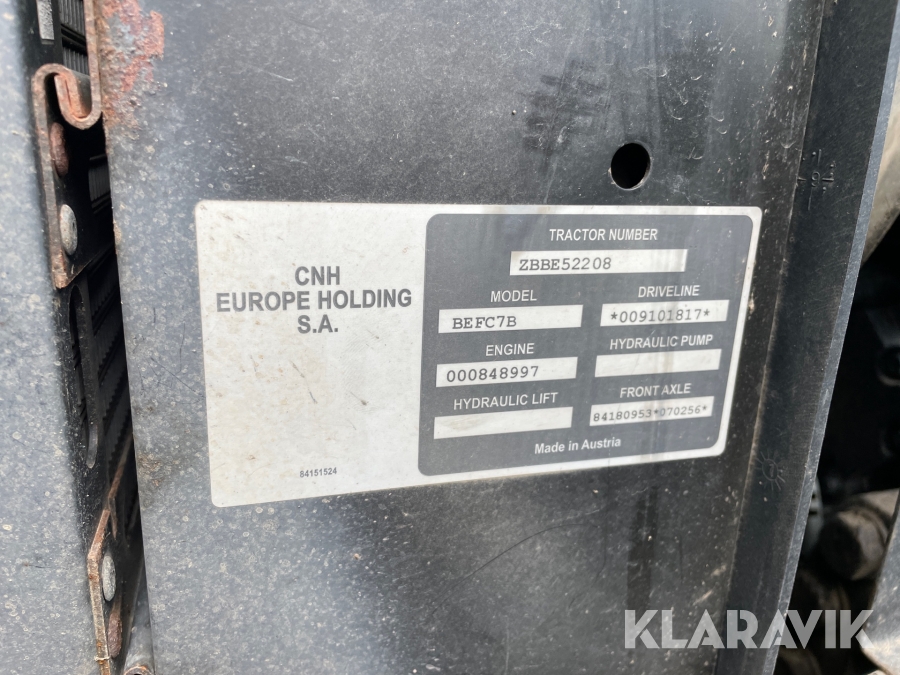 CNH
EUROPE HOLDING
S.A.
84151524
TRACTOR NUMBER
ZBBE52208
MODEL
BEFC7B
DRIVELINE
*009101817*
ENGINE
000848997
HYDRAULIC PUMP
HYDRAULIC LIFT
FRONT AXLE
84180953*070256*
Made in Austria
KLARAVIK